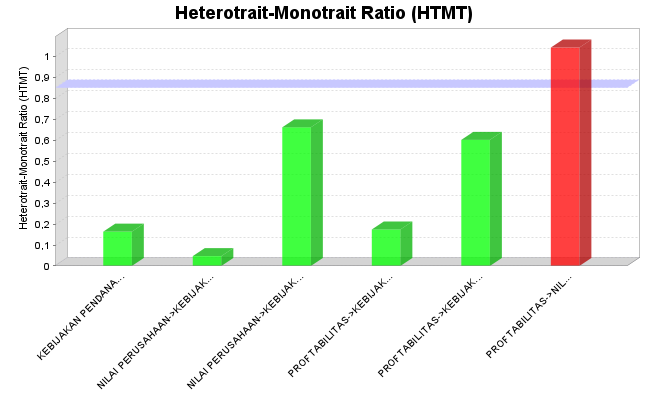 Heterotrait-Monotrait Ratio (HTMT)
Heterotrait-Monotrait Ratio (HTMT)
1
0,9
0,8
0,7
0,6
0,5
0,4
0,3
0,2
0,1
0
KEBIJAKAN PENDANA...
NILAI PERUSAHAAN->KEBIJAK...
NILAI PERUSAHAAN->KEBIJAK...
PROFTABILITAS->KEBIJAK...
PROFTABILITAS->KEBIJAK...
PROFTABILITAS->NIL...